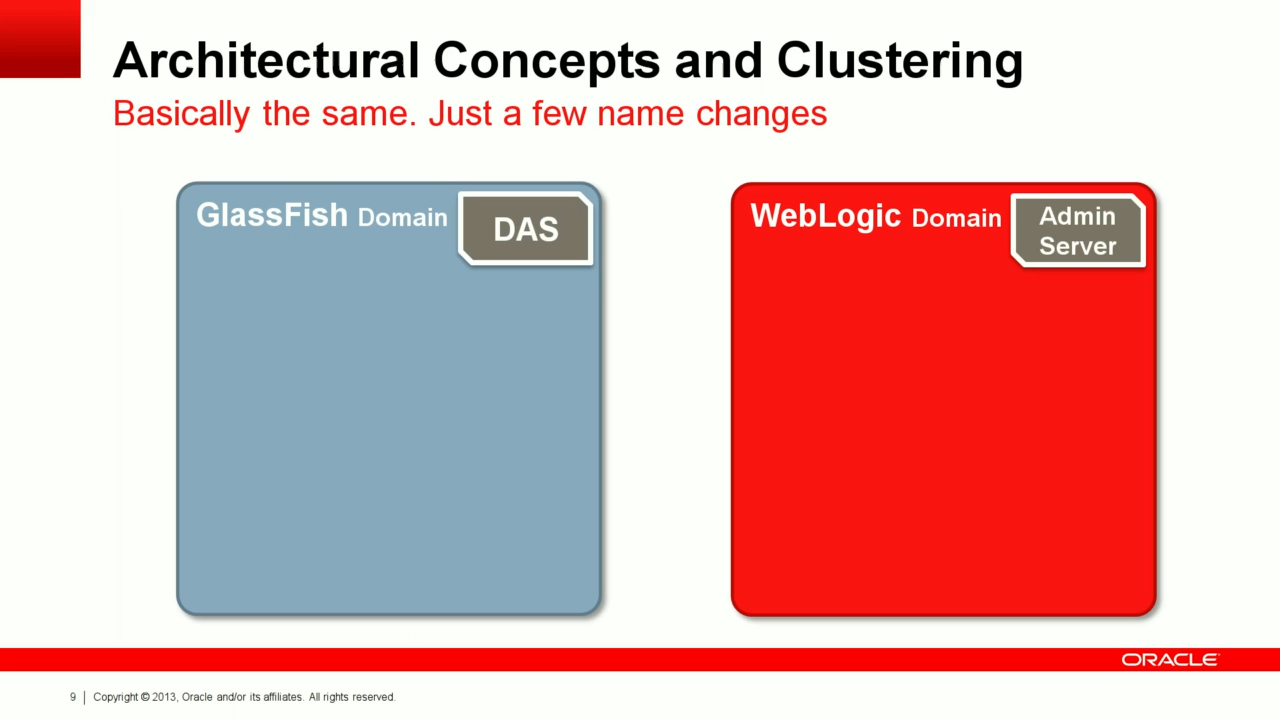 Architectural Concepts and Clustering
Basically the same. Just a few name changes
GlassFish Domain
DAS
WebLogic Domain
Admin
Server
ORACLE
9
Copyright © 2013, Oracle and/or its affiliates. All rights reserved.